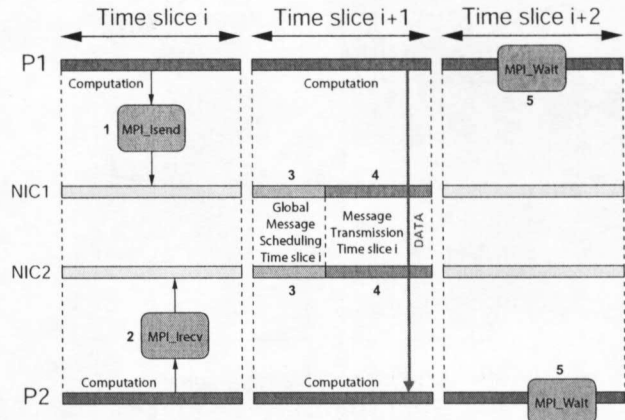 Time slice i
Time slice i+1
Time slice i+2
P1
MPI_Wait
Computation
Computation
5
1
MPI_Isend
NIC1
3
4
Global
Message
Scheduling
Time slice i
Message
Transmission
Time slice i
DATA
NIC2
3
4
2
MPI_Irecv
5
Computation
Computation
P2
MPI_Wait